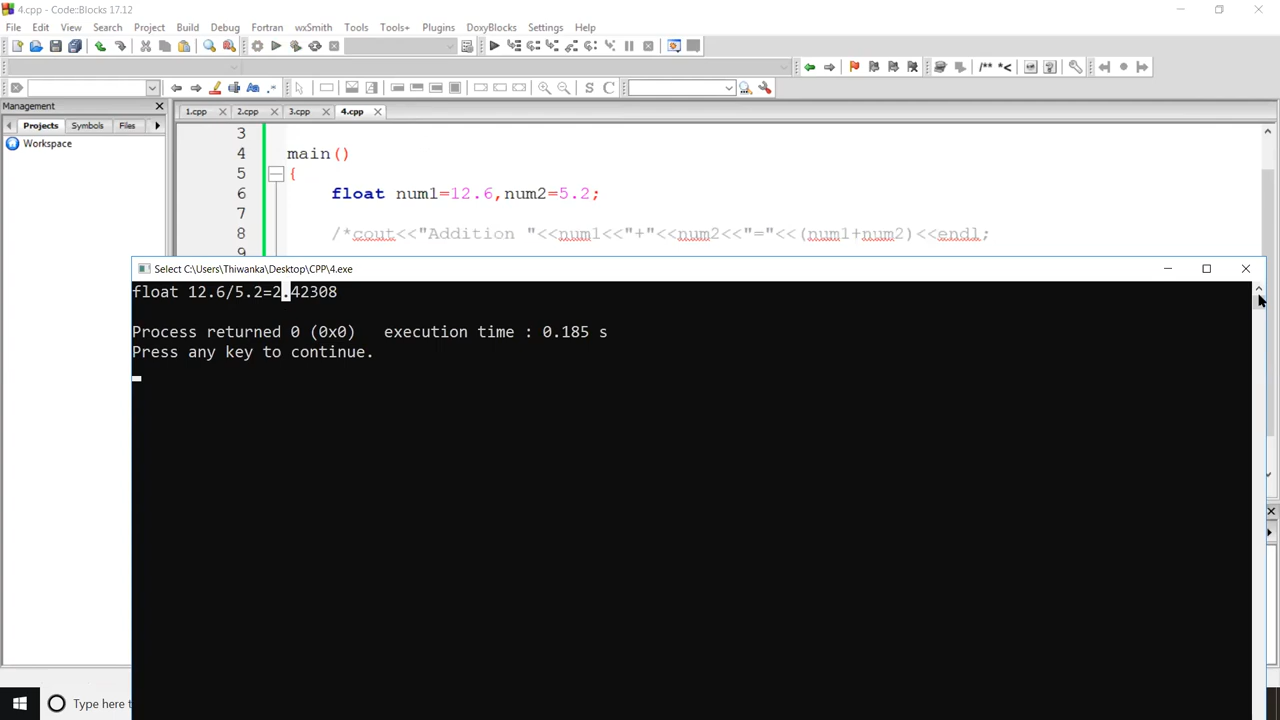 4.cpp - Code::Blocks 17.12
File Edit View Search Project Build Debug Fortran wxSmith Tools Tools+ Plugins DoxyBlocks Settings Help
/** *<
S C
Management
1.cpp 2.cpp 3.cpp 4.cpp
Projects Symbols Files
Workspace
3
4 main()
5 {
6 float num1=12.6,num2=5.2;
7
8 /*cout<<"Addition "<<num1<<"+"<<num2<<"="<<(num1+num2)<<endl;
9
Select C:\Users\Thiwanka\Desktop\CPP\4.exe
float 12.6/5.2=2.42308
Process returned 0 (0x0) execution time : 0.185 s
Press any key to continue.
Type here t